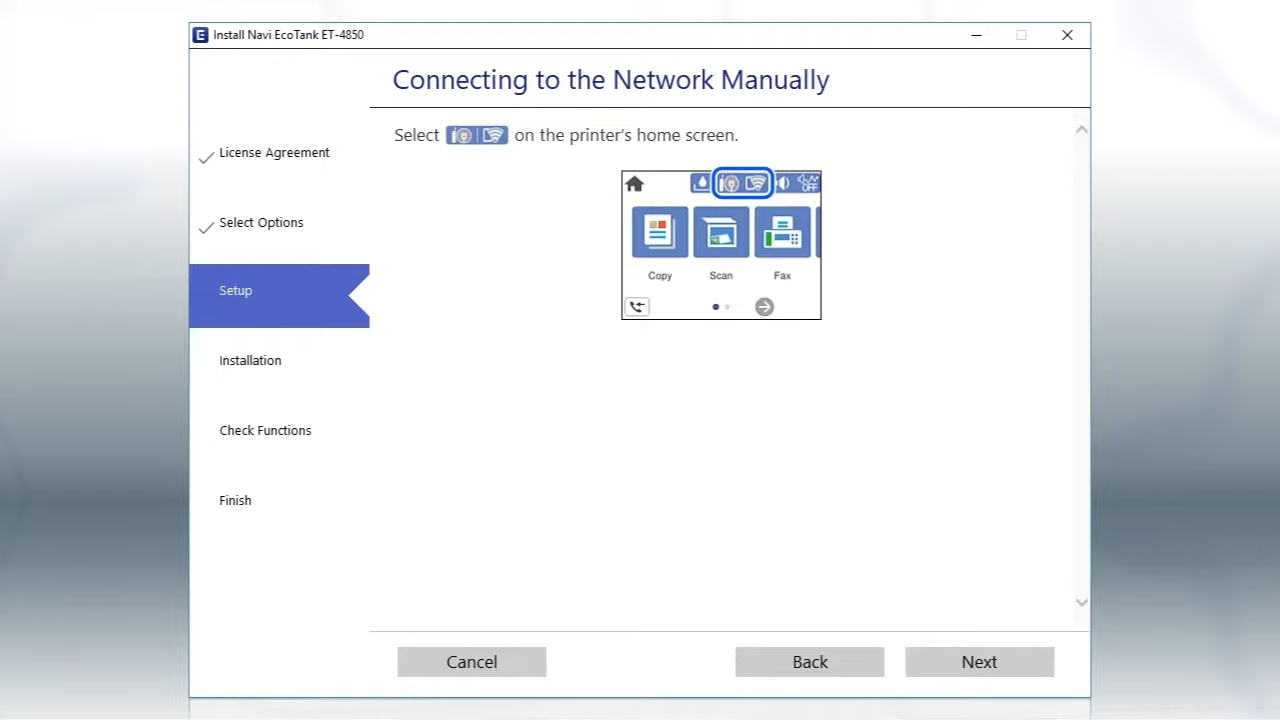 E Install Navi EcoTank ET-4850
Connecting to the Network Manually
Select on the printer's home screen.
License Agreement
Select Options
Setup
Installation
Check Functions
Finish
OFF
Copy Scan Fax
Cancel Back Next